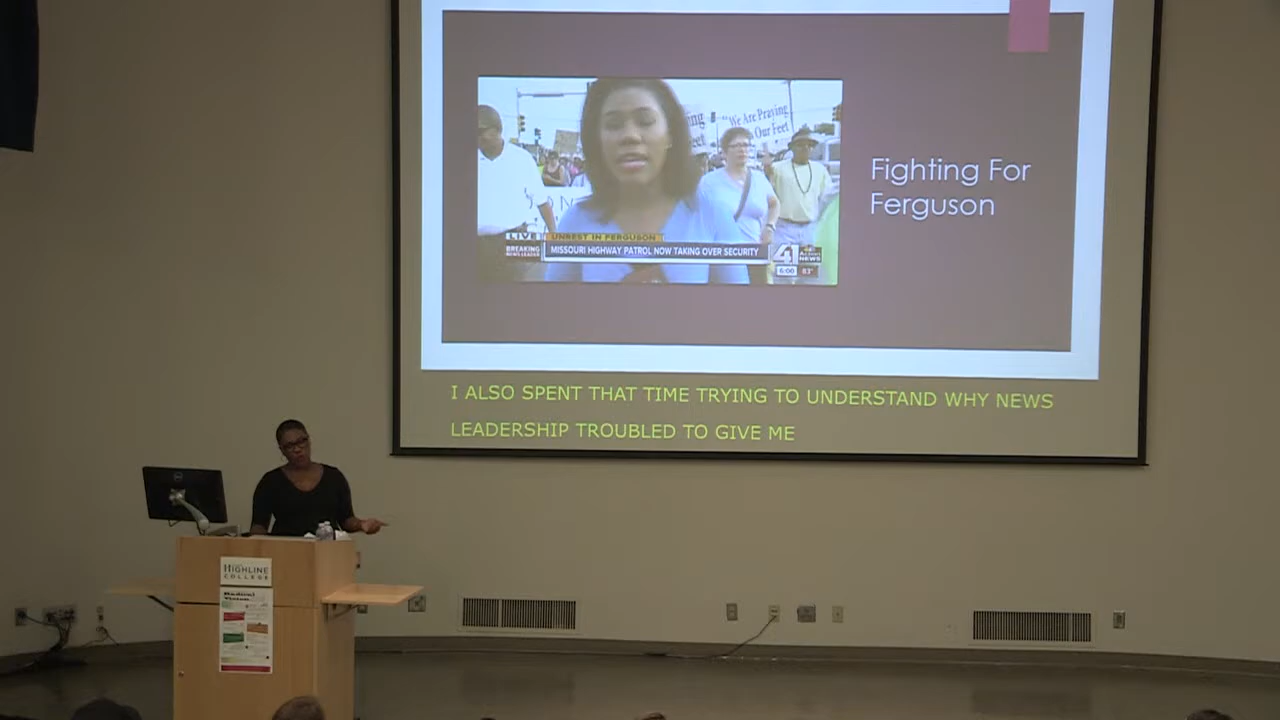 "We Are Praying
Our Feet
Fighting For
Ferguson
LIVE
UNREST IN FERGUSON
BREAKING
NEWS LEADER
MISSOURI HIGHWAY PATROL NOW TAKING OVER SECURITY
41
Action
NEWS
6:00 83°
I ALSO SPENT THAT TIME TRYING TO UNDERSTAND WHY NEWS
LEADERSHIP TROUBLED TO GIVE ME
HIGHLINE
COLLEGE